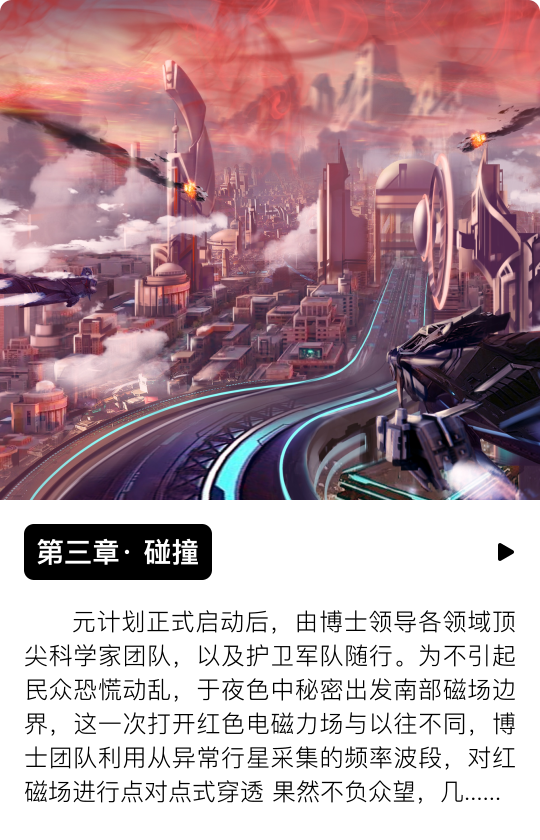 第三章·碰撞
元计划正式启动后，由博士领导各领域顶
尖科学家团队，以及护卫军队随行。为不引起
民众恐慌动乱，于夜色中秘密出发南部磁场边
界，这一次打开红色电磁力场与以往不同，博
士团队利用从异常行星采集的频率波段，对红
磁场进行点对点式穿透 果然不负众望，几......